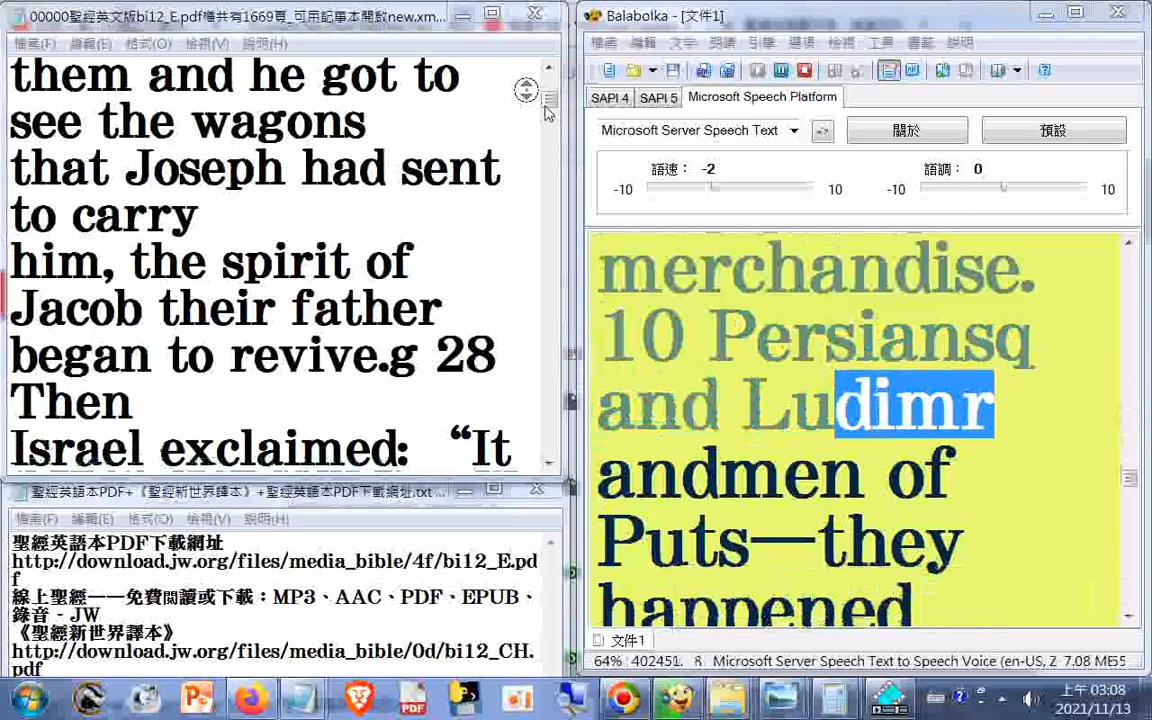 00000聖經英文版bi12_E.pdf檔共有1669頁_可用記事本開啟new.xm...
檔案(F) 編輯(E) 格式(O) 檢視(V) 說明(H)
them and he got to
see the wagons
that Joseph had sent
to carry
him, the spirit of
Jacob their father
began to revive.g 28
Then
Israel exclaimed: “It
聖經英語本PDF+《聖經新世界譯本》+聖經英語本PDF下載網址.txt ...
檔案(F) 編輯(E) 格式(O) 檢視(V) 說明(H)
聖經英語本PDF下載網址
http://download.jw.org/files/media_bible/4f/bi12_E.pd
f
線上聖經——免費閱讀或下載：MP3、AAC、PDF、EPUB、
錄音 - JW
《聖經新世界譯本》
http://download.jw.org/files/media_bible/0d/bi12_CH.
pdf
Balabolka - [文件1]
檔案 編輯 文字 朗讀 引擎 選項 檢視 工具 書籤 說明
SAPI 4 SAPI 5 Microsoft Speech Platform
Microsoft Server Speech Text 關於 預設
語速： -2 語調： 0
-10 10 -10 10
merchandise.
10 Persiansq
and Ludimr
andmen of
Puts—they
happened
文件1
64% 402451. 8 Microsoft Server Speech Text to Speech Voice (en-US, Z 7.08 ME55
PDF
上午 03:08
2021/11/13